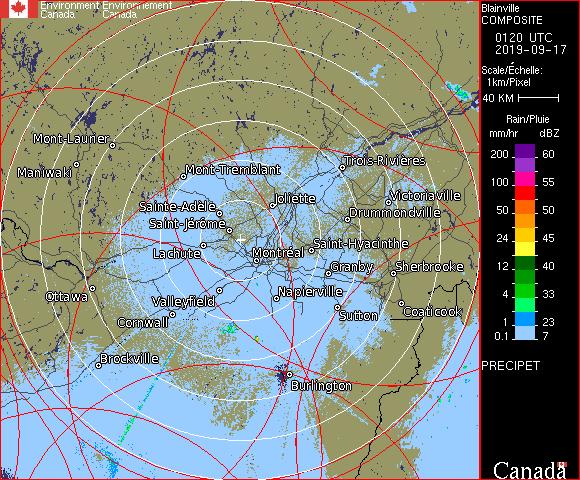 Environment Environnement
Canada Canada
Blainville
COMPOSITE
0120 UTC
2019-09-17
Scale/Échelle:
1km/Pixel
40 KM
Rain/Pluie
mm/hr dBZ
200 60
100 55
50 50
24 45
12 40
4 33
1 23
0.1 7
PRECIPET
Canada
Mont-Laurier
Maniwaki
Mont-Tremblant
Trois-Rivières
Sainte-Adèle
Joliette
Victoriaville
Saint-Jérôme
Drummondville
Lachute
Montréal
Saint-Hyacinthe
Granby
Sherbrooke
Ottawa
Valleyfield
Napierville
Cornwall
Sutton
Coaticook
Brockville
Burlington